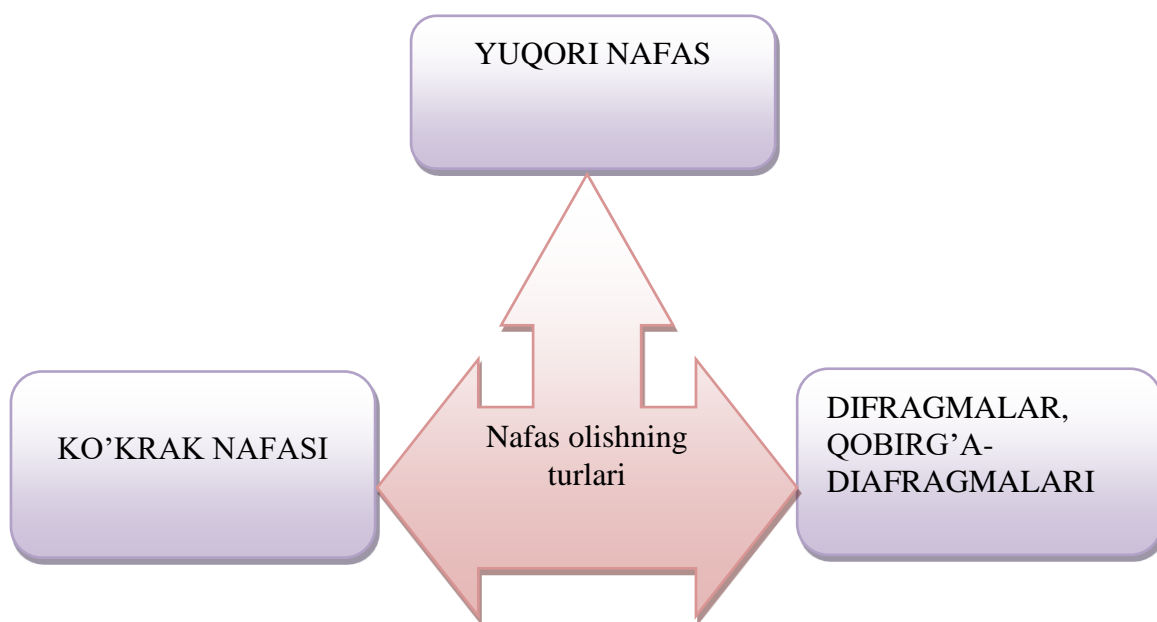 YUQORI NAFAS
KO’KRAK NAFASI
Nafas olishning
turlari
DIFRAGMALAR,
QOBIRG’A-
DIAFRAGMALARI